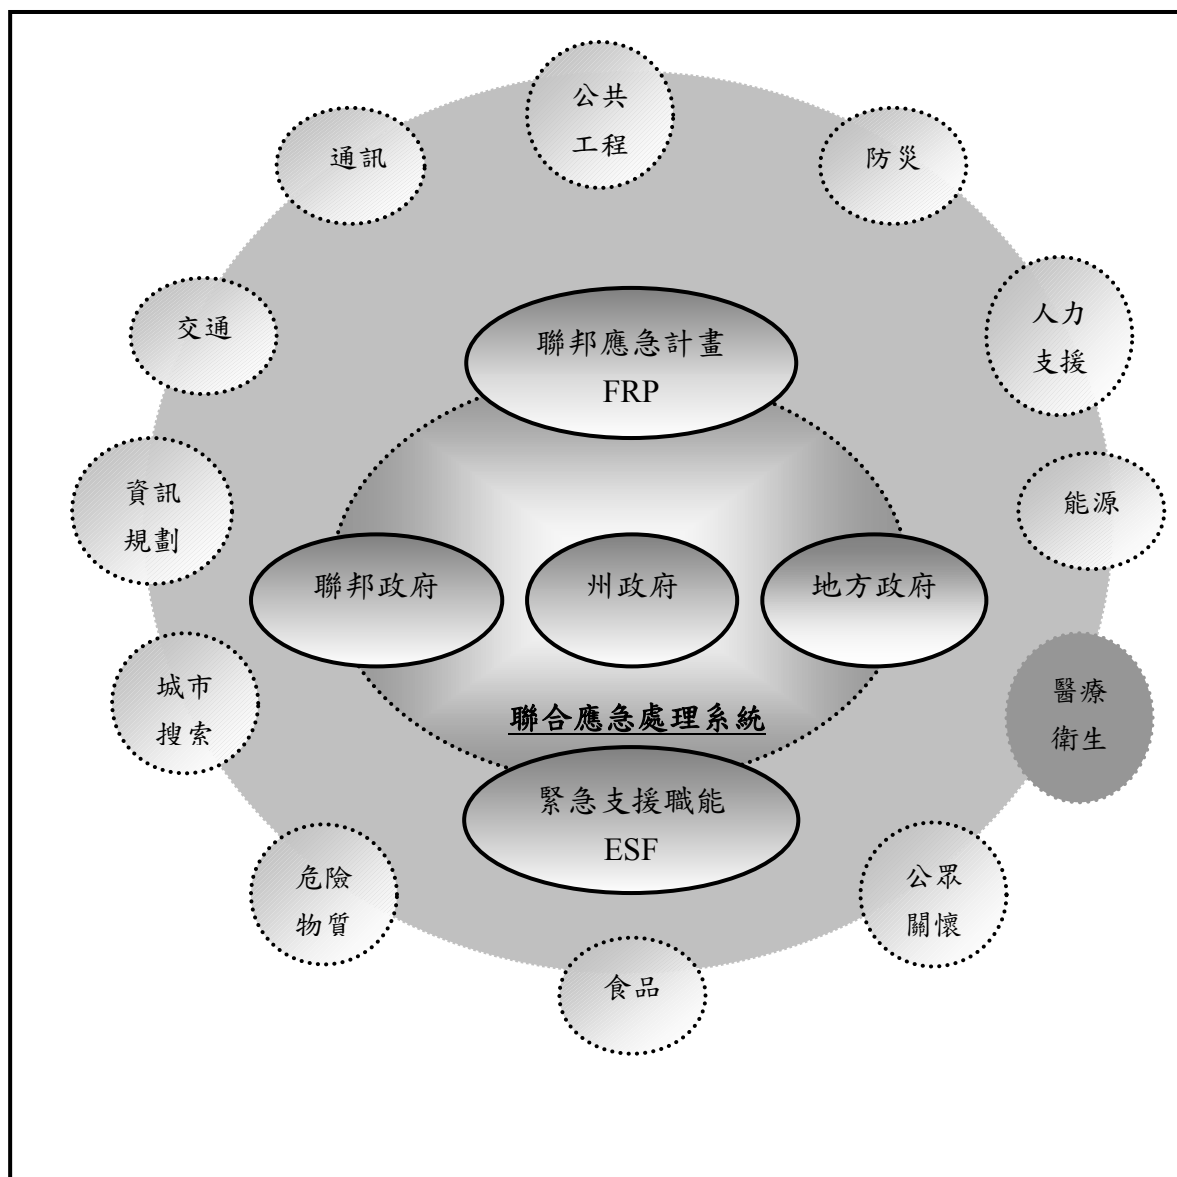 公共
工程
通訊
防災
交通
人力
支援
聯邦應急計畫
FRP
資訊
規劃
能源
聯邦政府
州政府
地方政府
城市
搜索
聯合應急處理系統
醫療
衛生
緊急支援職能
ESF
危險
物質
公眾
關懷
食品